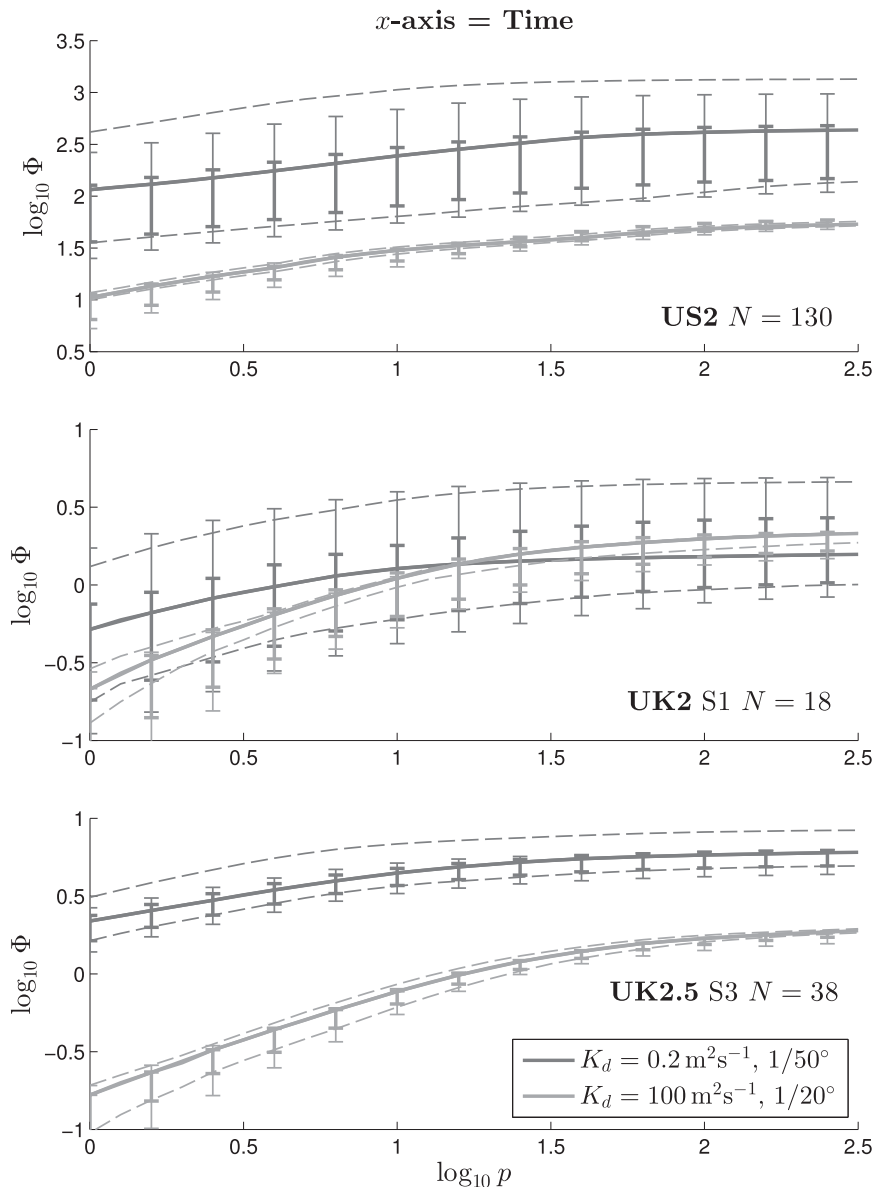 x-axis = Time
3.5
3
2.5
2
1.5
1
0.5
log₁₀ Φ
US2 N = 130
0 0.5 1 1.5 2 2.5
1
0.5
0
−0.5
−1
log₁₀ Φ
UK2 S1 N = 18
0 0.5 1 1.5 2 2.5
1
0.5
0
−0.5
−1
log₁₀ Φ
UK2.5 S3 N = 38
K_d = 0.2 m²s⁻¹, 1/50°
K_d = 100 m²s⁻¹, 1/20°
0 0.5 1 1.5 2 2.5
log₁₀ p